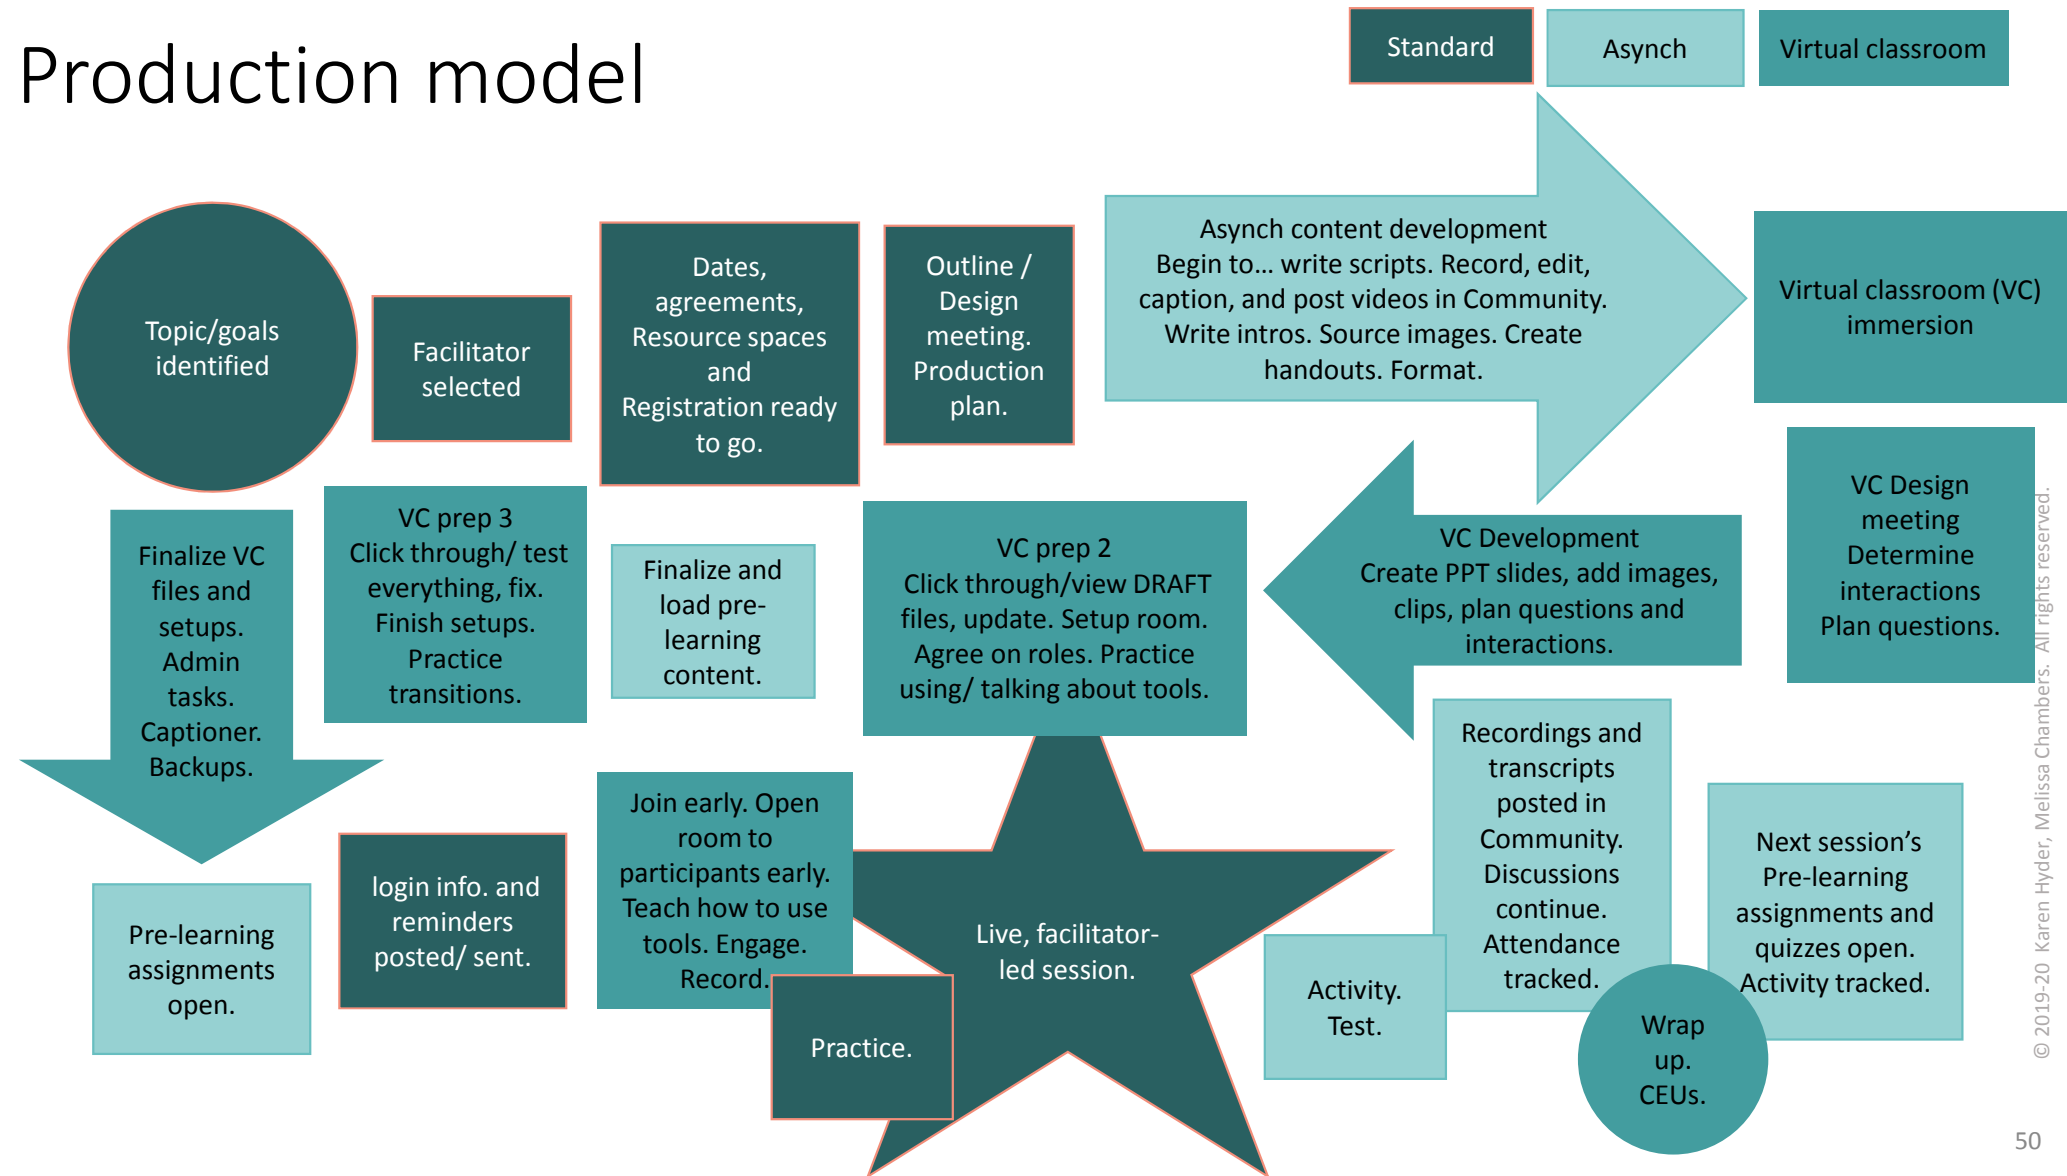 Production model
Standard
Asynch
Virtual classroom
Topic/goals
identified
Facilitator
selected
Dates,
agreements,
Resource spaces
and
Registration ready
to go.
Outline /
Design
meeting.
Production
plan.
Asynch content development
Begin to… write scripts. Record, edit,
caption, and post videos in Community.
Write intros. Source images. Create
handouts. Format.
Virtual classroom (VC)
immersion
VC Design
meeting
Determine
interactions
Plan questions.
VC Development
Create PPT slides, add images,
clips, plan questions and
interactions.
VC prep 2
Click through/view DRAFT
files, update. Setup room.
Agree on roles. Practice
using/ talking about tools.
Finalize and
load pre-
learning
content.
VC prep 3
Click through/ test
everything, fix.
Finish setups.
Practice
transitions.
Finalize VC
files and
setups.
Admin
tasks.
Captioner.
Backups.
Pre-learning
assignments
open.
login info. and
reminders
posted/ sent.
Join early. Open
room to
participants early.
Teach how to use
tools. Engage.
Record.
Practice.
Live, facilitator-
led session.
Activity.
Test.
Recordings and
transcripts
posted in
Community.
Discussions
continue.
Attendance
tracked.
Wrap
up.
CEUs.
Next session’s
Pre-learning
assignments and
quizzes open.
Activity tracked.
© 2019-20 Karen Hyder, Melissa Chambers. All rights reserved.
50